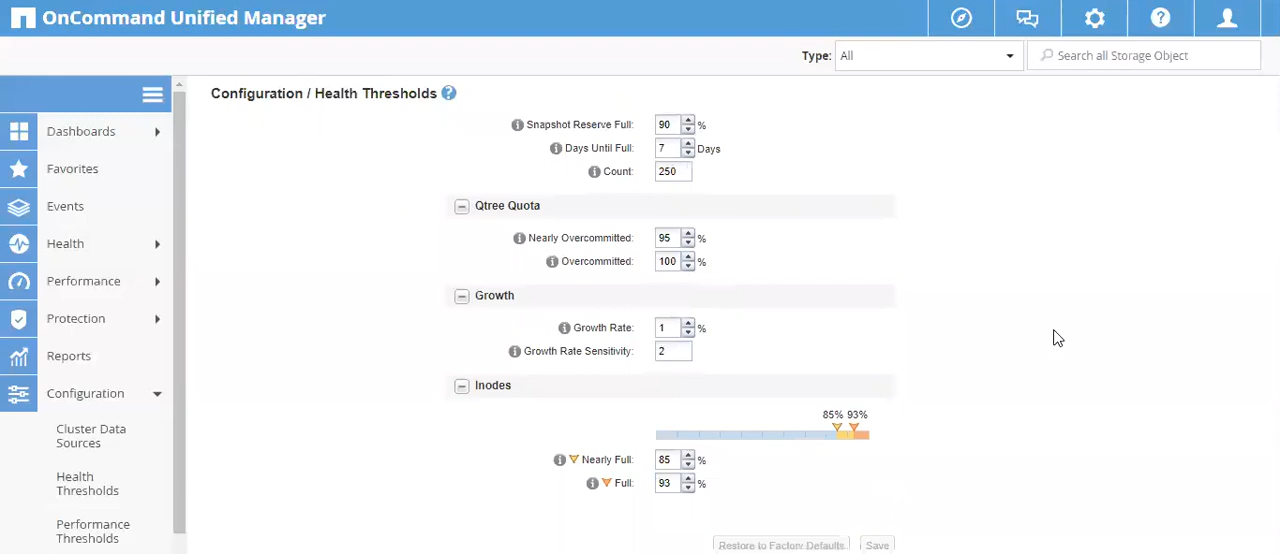 OnCommand Unified Manager
Type: All
Search all Storage Object
Configuration / Health Thresholds
Dashboards
Favorites
Events
Health
Performance
Protection
Reports
Configuration
Cluster Data
Sources
Health
Thresholds
Performance
Thresholds
Snapshot Reserve Full: 90 %
Days Until Full: 7 Days
Count: 250
Qtree Quota
Nearly Overcommitted: 95 %
Overcommitted: 100 %
Growth
Growth Rate: 1 %
Growth Rate Sensitivity: 2
Inodes
85% 93%
Nearly Full: 85 %
Full: 93 %
Restore to Factory Defaults Save